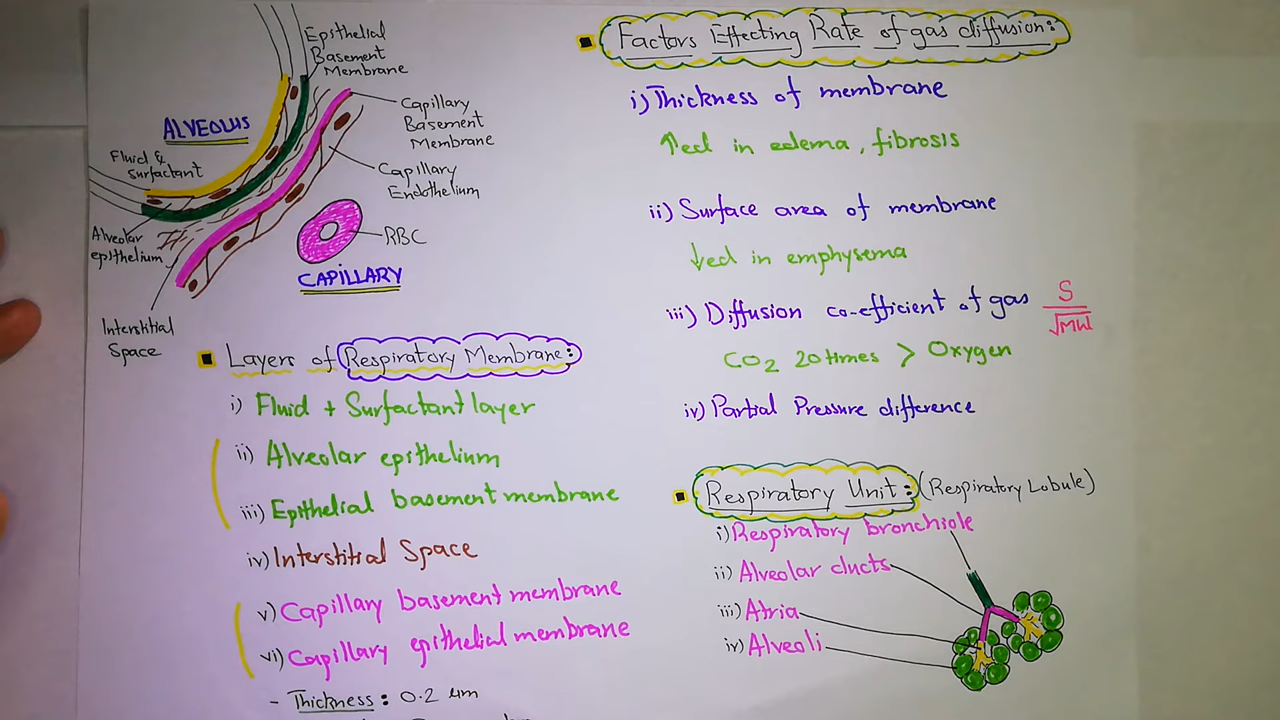 Epithelial
Basement
Membrane
ALVEOLUS
Fluid &
Surfactant
Capillary
Basement
Membrane
Capillary
Endothelium
RBC
CAPILLARY
Alveolar
epithelium
Interstitial
Space
Layers of Respiratory Membrane:
i) Fluid + Surfactant layer
ii) Alveolar epithelium
iii) Epithelial basement membrane
iv) Interstitial Space
v) Capillary basement membrane
vi) Capillary epithelial membrane
- Thickness: 0.2 um
Factors Effecting Rate of gas diffusion:
i) Thickness of membrane
↑ed in edema, fibrosis
ii) Surface area of membrane
↓ed in emphysema
iii) Diffusion co-efficient of gas S/√MW
CO2 20 times > Oxygen
iv) Partial Pressure difference
Respiratory Unit: (Respiratory Lobule)
i) Respiratory bronchiole
ii) Alveolar ducts
iii) Atria
iv) Alveoli